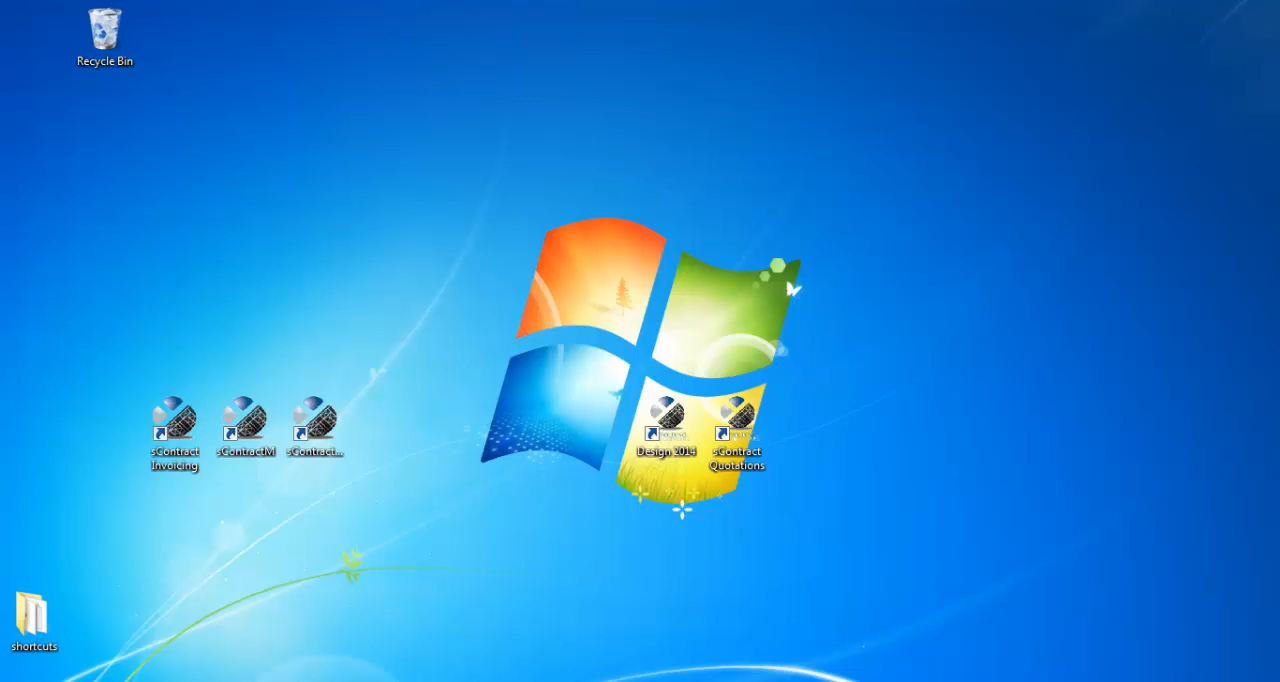 Recycle Bin
sContract
Invoicing
sContractM
sContract...
Design 2014
sContract
Quotations
shortcuts